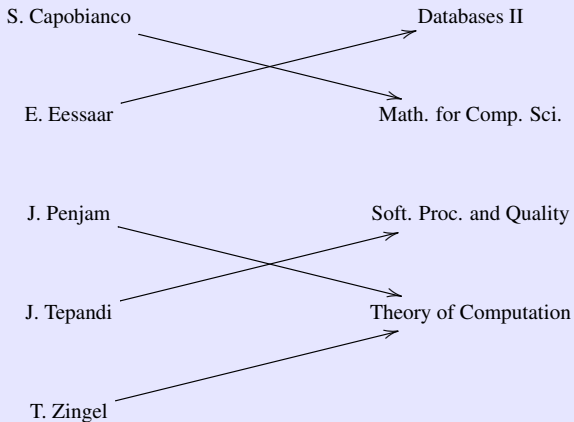 S. Capobianco
Databases II
E. Eessaar
Math. for Comp. Sci.
J. Penjam
Soft. Proc. and Quality
J. Tepandi
Theory of Computation
T. Zingel